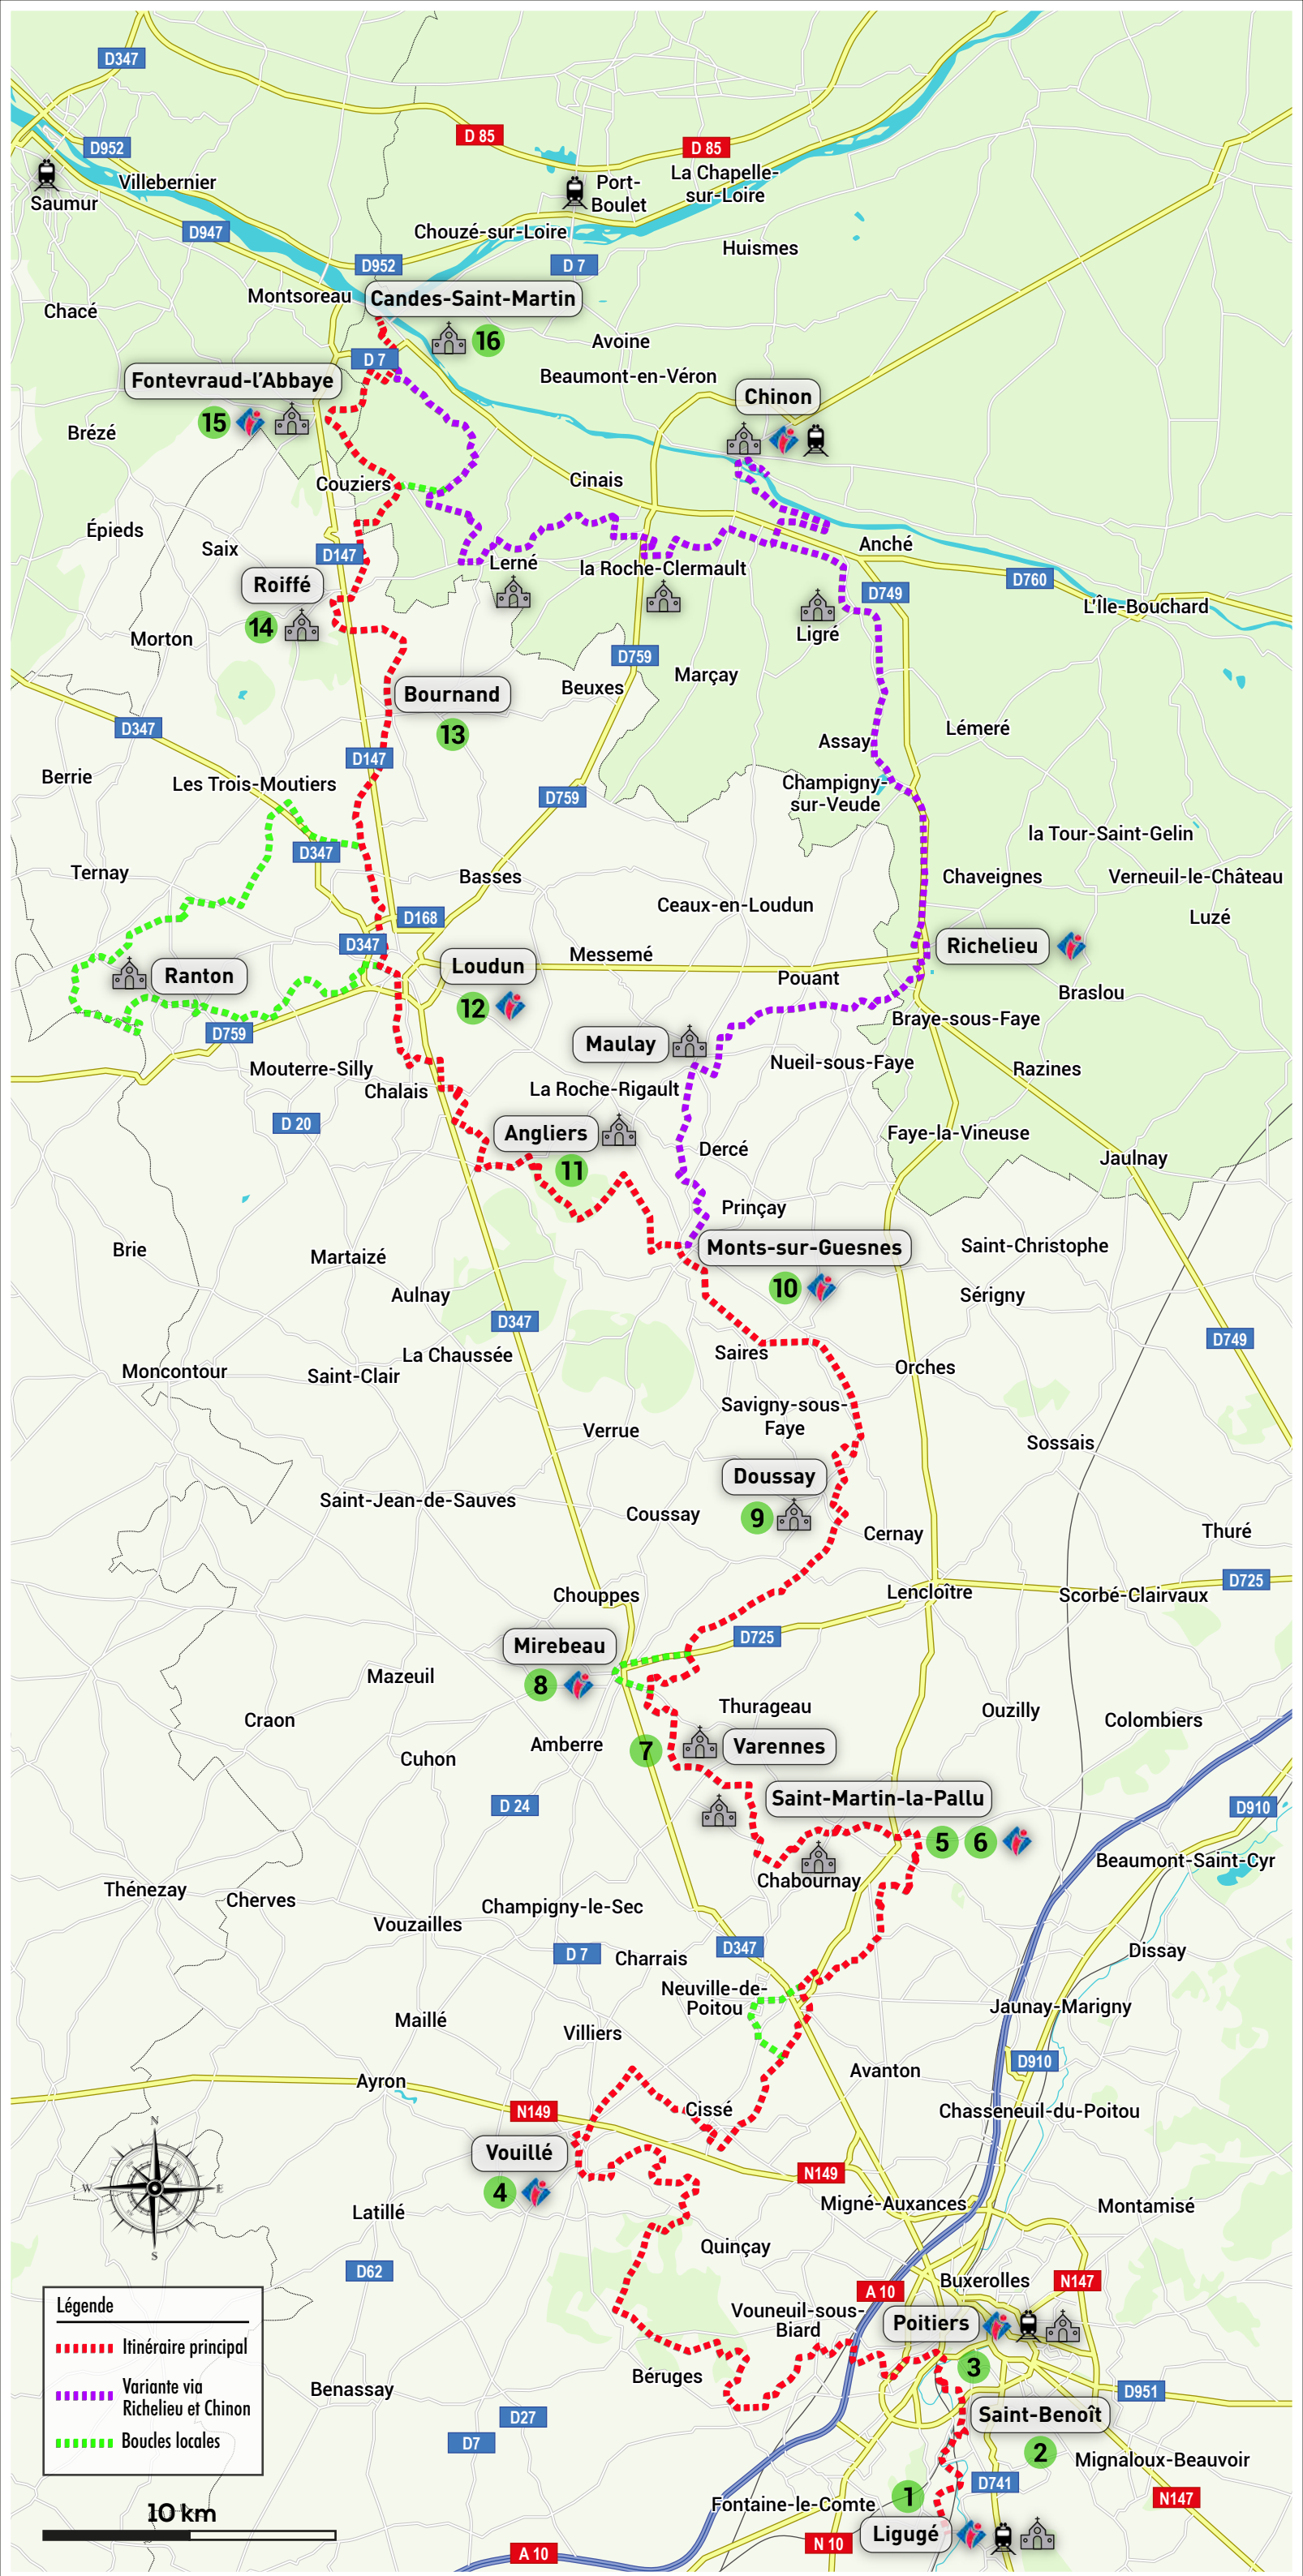 D347
D 85
D952
D 85
La Chapelle-
sur-Loire
Villebernier
Port-
Boulet
Saumur
D947
Chouzé-sur-Loire
Huismes
D952
D 7
Montsoreau
Candes-Saint-Martin
Chacé
16
Avoine
D 7
Fontevraud-l'Abbaye
Beaumont-en-Véron
Chinon
15
Brézé
Couziers
Cinais
Épieds
Saix
Anché
D147
Lerné
la Roche-Clermault
D760
Roiffé
D749
L'Île-Bouchard
14
Ligré
Morton
D759
Marçay
Bournand
Beuxes
13
D347
Lémeré
Assay
D147
Berrie
Les Trois-Moutiers
Champigny-
sur-Veude
D759
la Tour-Saint-Gelin
D347
Ternay
Basses
Chaveignes
Verneuil-le-Château
Ceaux-en-Loudun
Luzé
D168
D347
Richelieu
Messemé
Loudun
Ranton
Pouant
Braslou
12
Braye-sous-Faye
D759
Maulay
Mouterre-Silly
Nueil-sous-Faye
Razines
Chalais
La Roche-Rigault
D 20
Angliers
Faye-la-Vineuse
Dercé
Jaulnay
11
Prinçay
Brie
Monts-sur-Guesnes
Saint-Christophe
Martaizé
10
Aulnay
Sérigny
D347
D749
La Chaussée
Saires
Moncontour
Saint-Clair
Orches
Savigny-sous-
Faye
Verrue
Sossais
Doussay
Saint-Jean-de-Sauves
Coussay
9
Cernay
Thuré
D725
Chouppes
Lencloître
Scorbé-Clairvaux
D725
Mirebeau
Mazeuil
8
Thurageau
Ouzilly
Craon
Colombiers
Amberre
7
Varennes
Cuhon
Saint-Martin-la-Pallu
D 24
D910
5
6
Beaumont-Saint-Cyr
Chabournay
Thénezay
Cherves
Champigny-le-Sec
Vouzailles
D347
D 7
Charrais
Dissay
Neuville-de-
Poitou
Jaunay-Marigny
Maillé
Villiers
D910
Avanton
Ayron
Cissé
Chasseneuil-du-Poitou
N149
N
Vouillé
N149
W
E
4
Migné-Auxances
Montamisé
Latillé
S
Quinçay
D62
Buxerolles
N147
A 10
Légende
Vouneuil-sous-
Biard
Poitiers
Itinéraire principal
3
Béruges
Variante via
Richelieu et Chinon
Benassay
D951
Saint-Benoît
D27
Boucles locales
D7
2
Mignaloux-Beauvoir
D741
1
N147
Fontaine-le-Comte
10 km
Ligugé
N 10
A 10